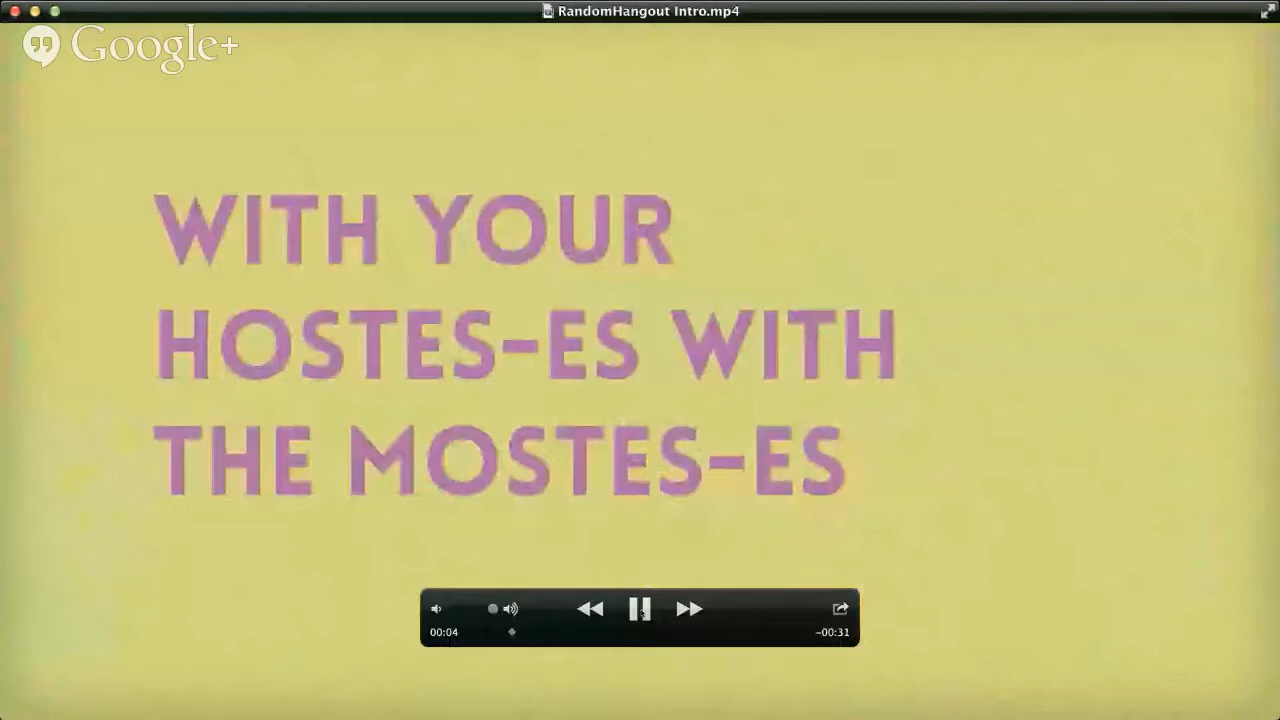 RandomHangout Intro.mp4
Google+
WITH YOUR
HOSTES-ES WITH
THE MOSTES-ES
00:04
-00:31